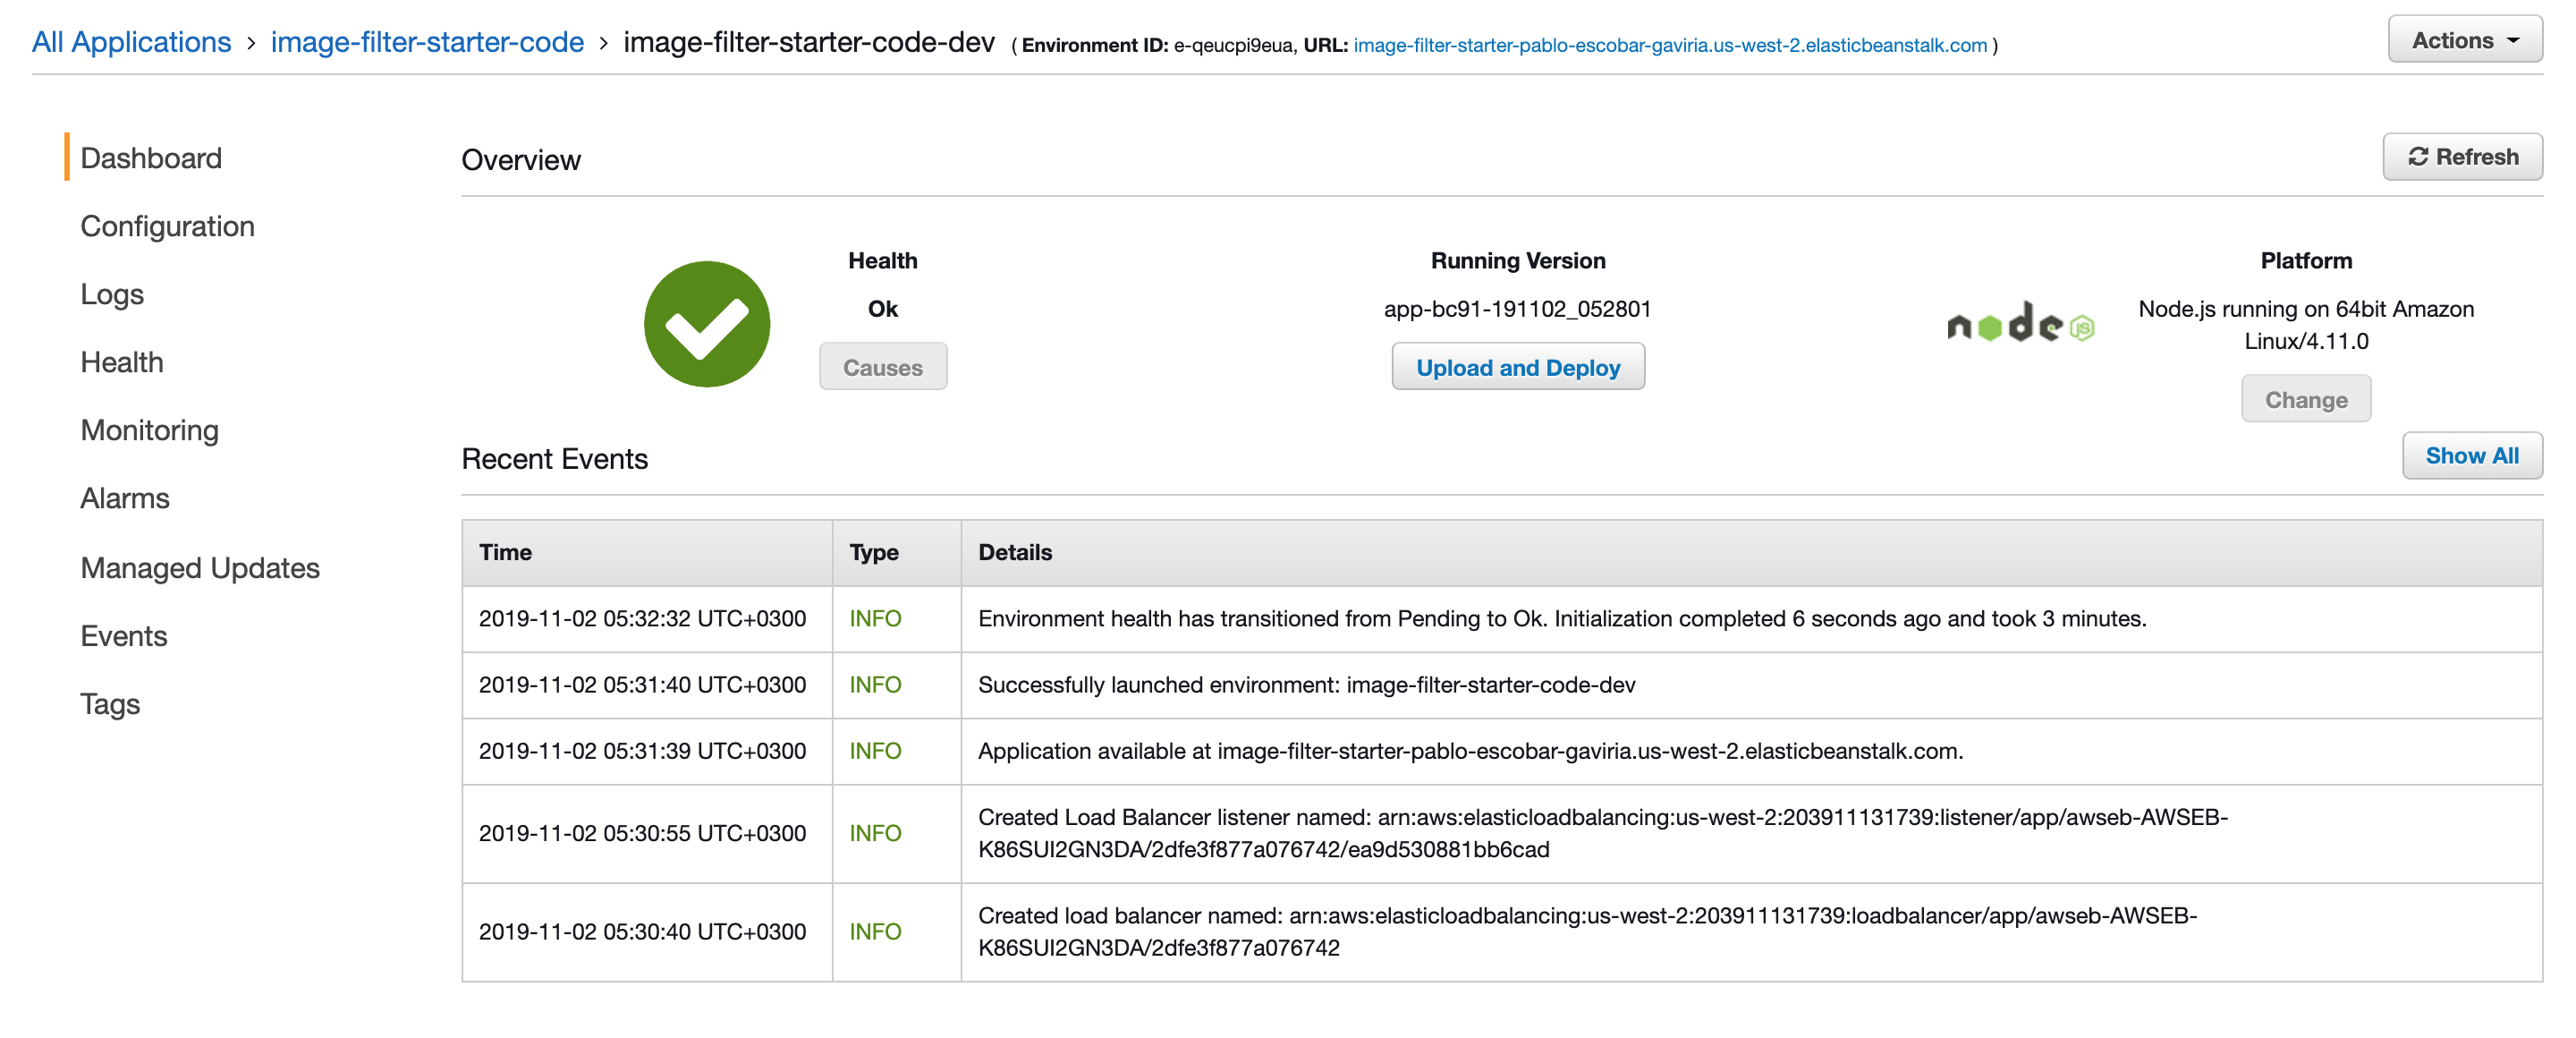 All Applications › image-filter-starter-code › image-filter-starter-code-dev ( Environment ID: e-qeucpi9eua, URL: image-filter-starter-pablo-escobar-gaviria.us-west-2.elasticbeanstalk.com )
Actions
Dashboard
Configuration
Logs
Health
Monitoring
Alarms
Managed Updates
Events
Tags
Overview
Refresh
Health
Ok
Causes
Running Version
app-bc91-191102_052801
Upload and Deploy
node JS
Platform
Node.js running on 64bit Amazon
Linux/4.11.0
Change
Recent Events
Show All
Time Type Details
2019-11-02 05:32:32 UTC+0300 INFO Environment health has transitioned from Pending to Ok. Initialization completed 6 seconds ago and took 3 minutes.
2019-11-02 05:31:40 UTC+0300 INFO Successfully launched environment: image-filter-starter-code-dev
2019-11-02 05:31:39 UTC+0300 INFO Application available at image-filter-starter-pablo-escobar-gaviria.us-west-2.elasticbeanstalk.com.
2019-11-02 05:30:55 UTC+0300 INFO Created Load Balancer listener named: arn:aws:elasticloadbalancing:us-west-2:203911131739:listener/app/awseb-AWSEB-
K86SUI2GN3DA/2dfe3f877a076742/ea9d530881bb6cad
2019-11-02 05:30:40 UTC+0300 INFO Created load balancer named: arn:aws:elasticloadbalancing:us-west-2:203911131739:loadbalancer/app/awseb-AWSEB-
K86SUI2GN3DA/2dfe3f877a076742